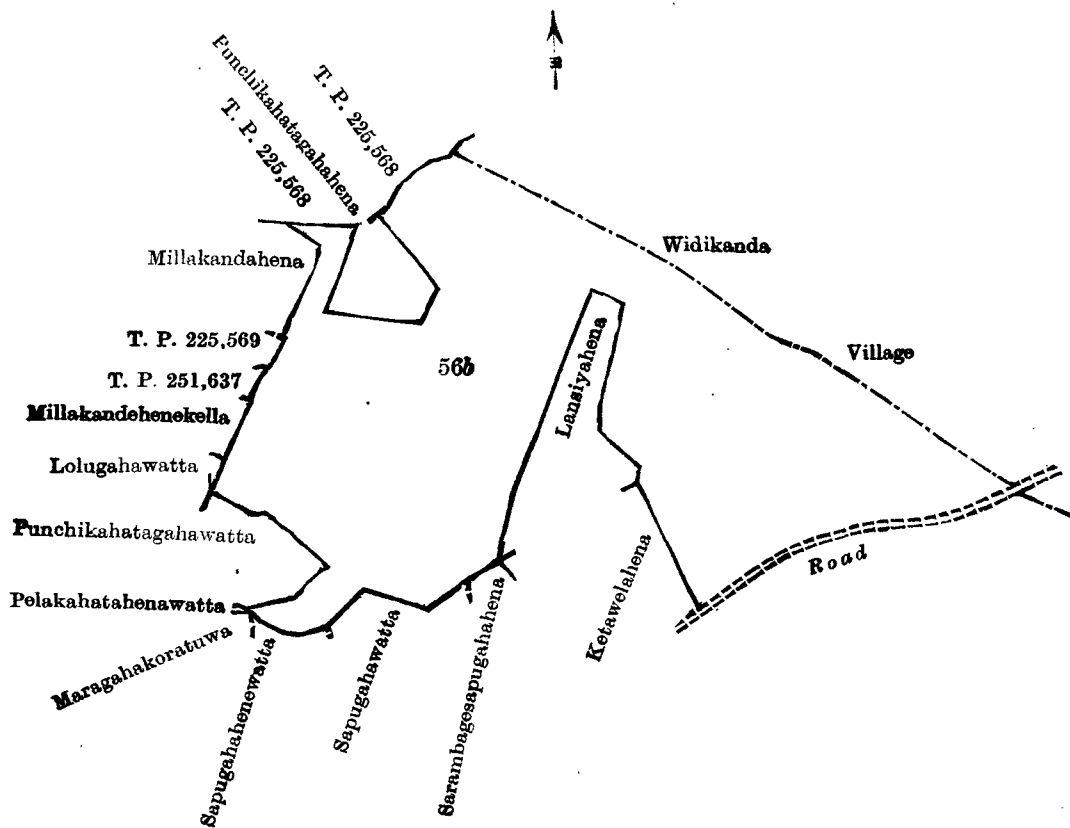 T. P. 225,568
Punchikahatagahahena
T. P. 225,568
Widikanda
Millakandahena
T. P. 225,569
Village
56b
T. P. 251,637
Lansiyahena
Millakandehenekella
Lolugahawatta
Punchikahatagahawatta
Road
Pelakahatahenawatta
Ketawelahena
Maragahakoratuwa
Sapugahahenewatta
Sapugahawatta
Sarambagesapugahahena